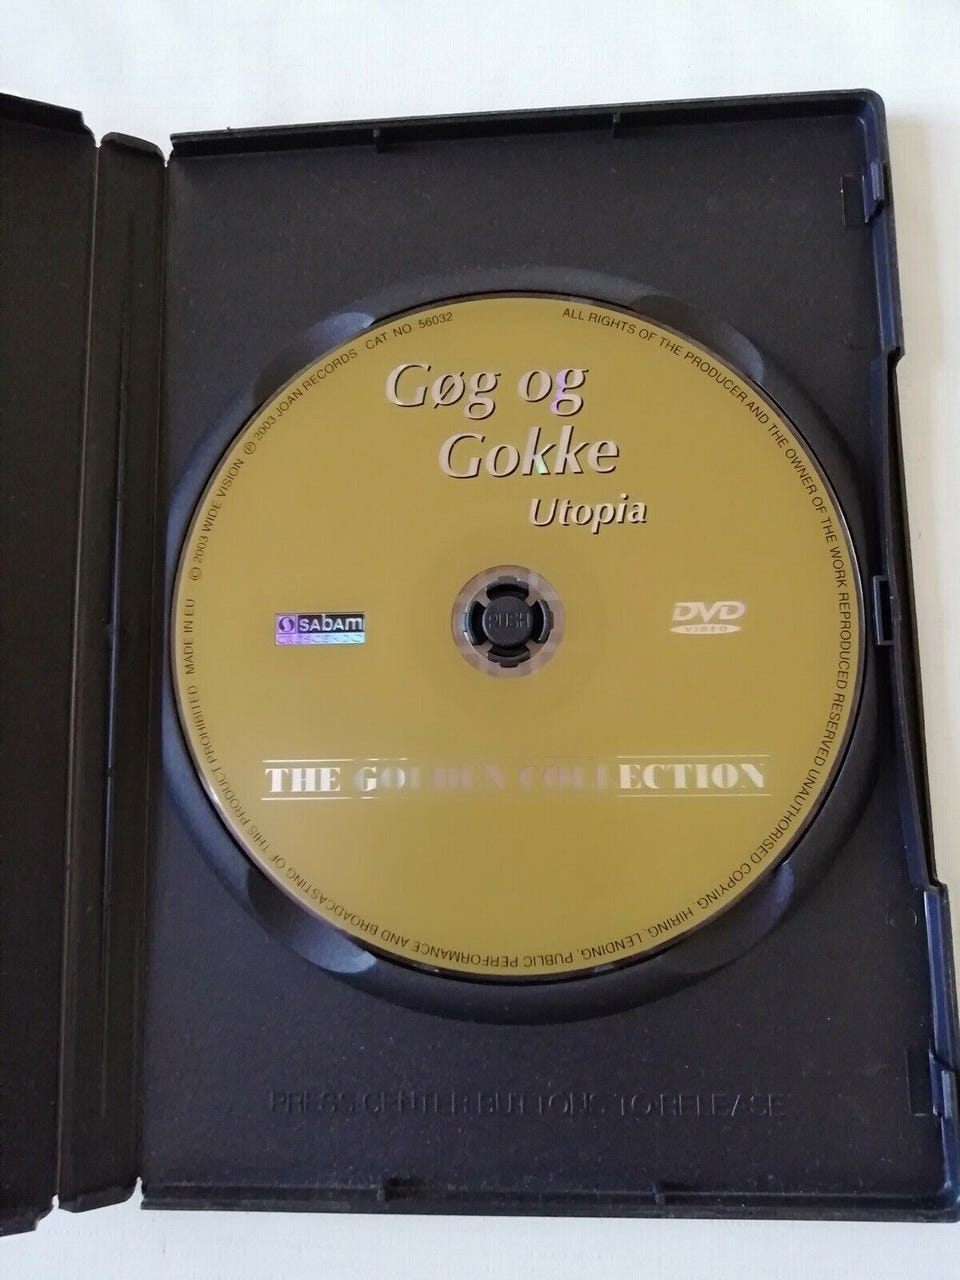 Gøg og
Gokke
Utopia
sabam
DVD
VIDEO
PUSH
THE GOLDEN COLLECTION
ALL RIGHTS OF THE PRODUCER AND THE OWNER OF THE WORK REPRODUCED RESERVED UNAUTHORISED COPYING, HIRING, LENDING, PUBLIC PERFORMANCE AND BROADCASTING OF THIS PRODUCT PROHIBITED MADE IN EU © 2003 WIDE VISION ℗ 2003 JOAN RECORDS CAT NO 56032
PRESS CENTER BUTTONS TO RELEASE